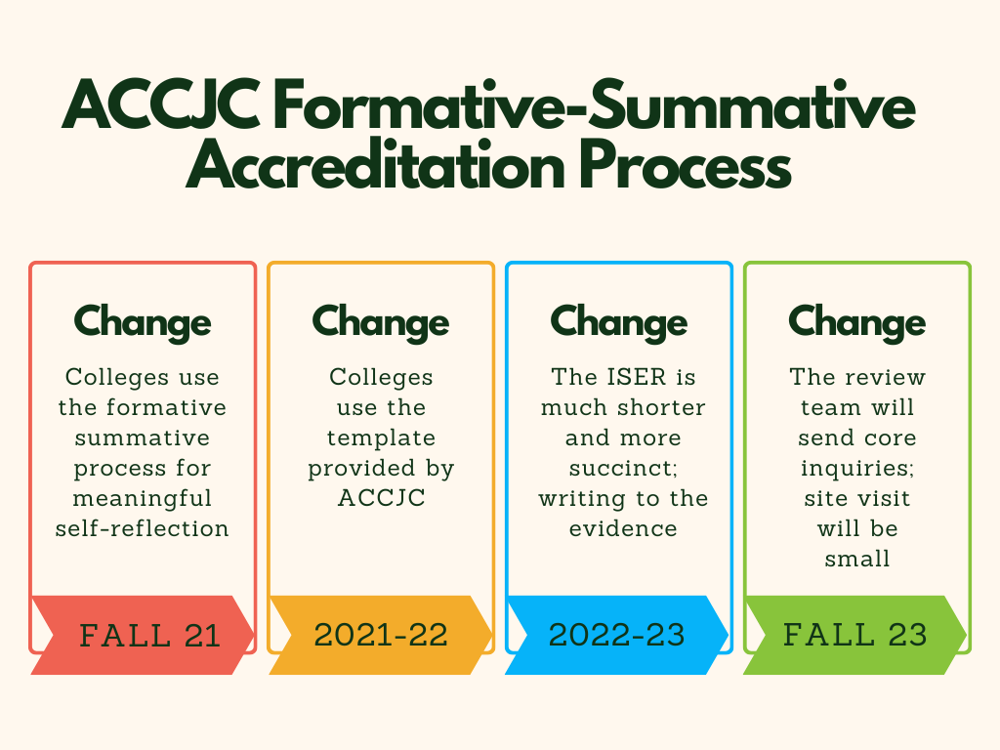 ACCJC Formative-Summative
Accreditation Process
Change
Colleges use
the formative
summative
process for
meaningful
self-reflection
FALL 21
Change
Colleges
use the
template
provided by
ACCJC
2021-22
Change
The ISER is
much shorter
and more
succinct;
writing to the
evidence
2022-23
Change
The review
team will
send core
inquiries;
site visit
will be
small
FALL 23